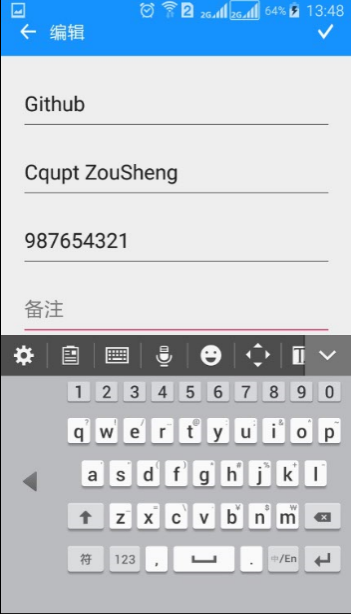 2 2G 2G 64% 13:48
编辑
Github
Cqupt ZouSheng
987654321
备注
1 2 3 4 5 6 7 8 9 0
q w e r t y u i o p
a s d f g h j k l
z x c v b n m
符 123 , . 中/En